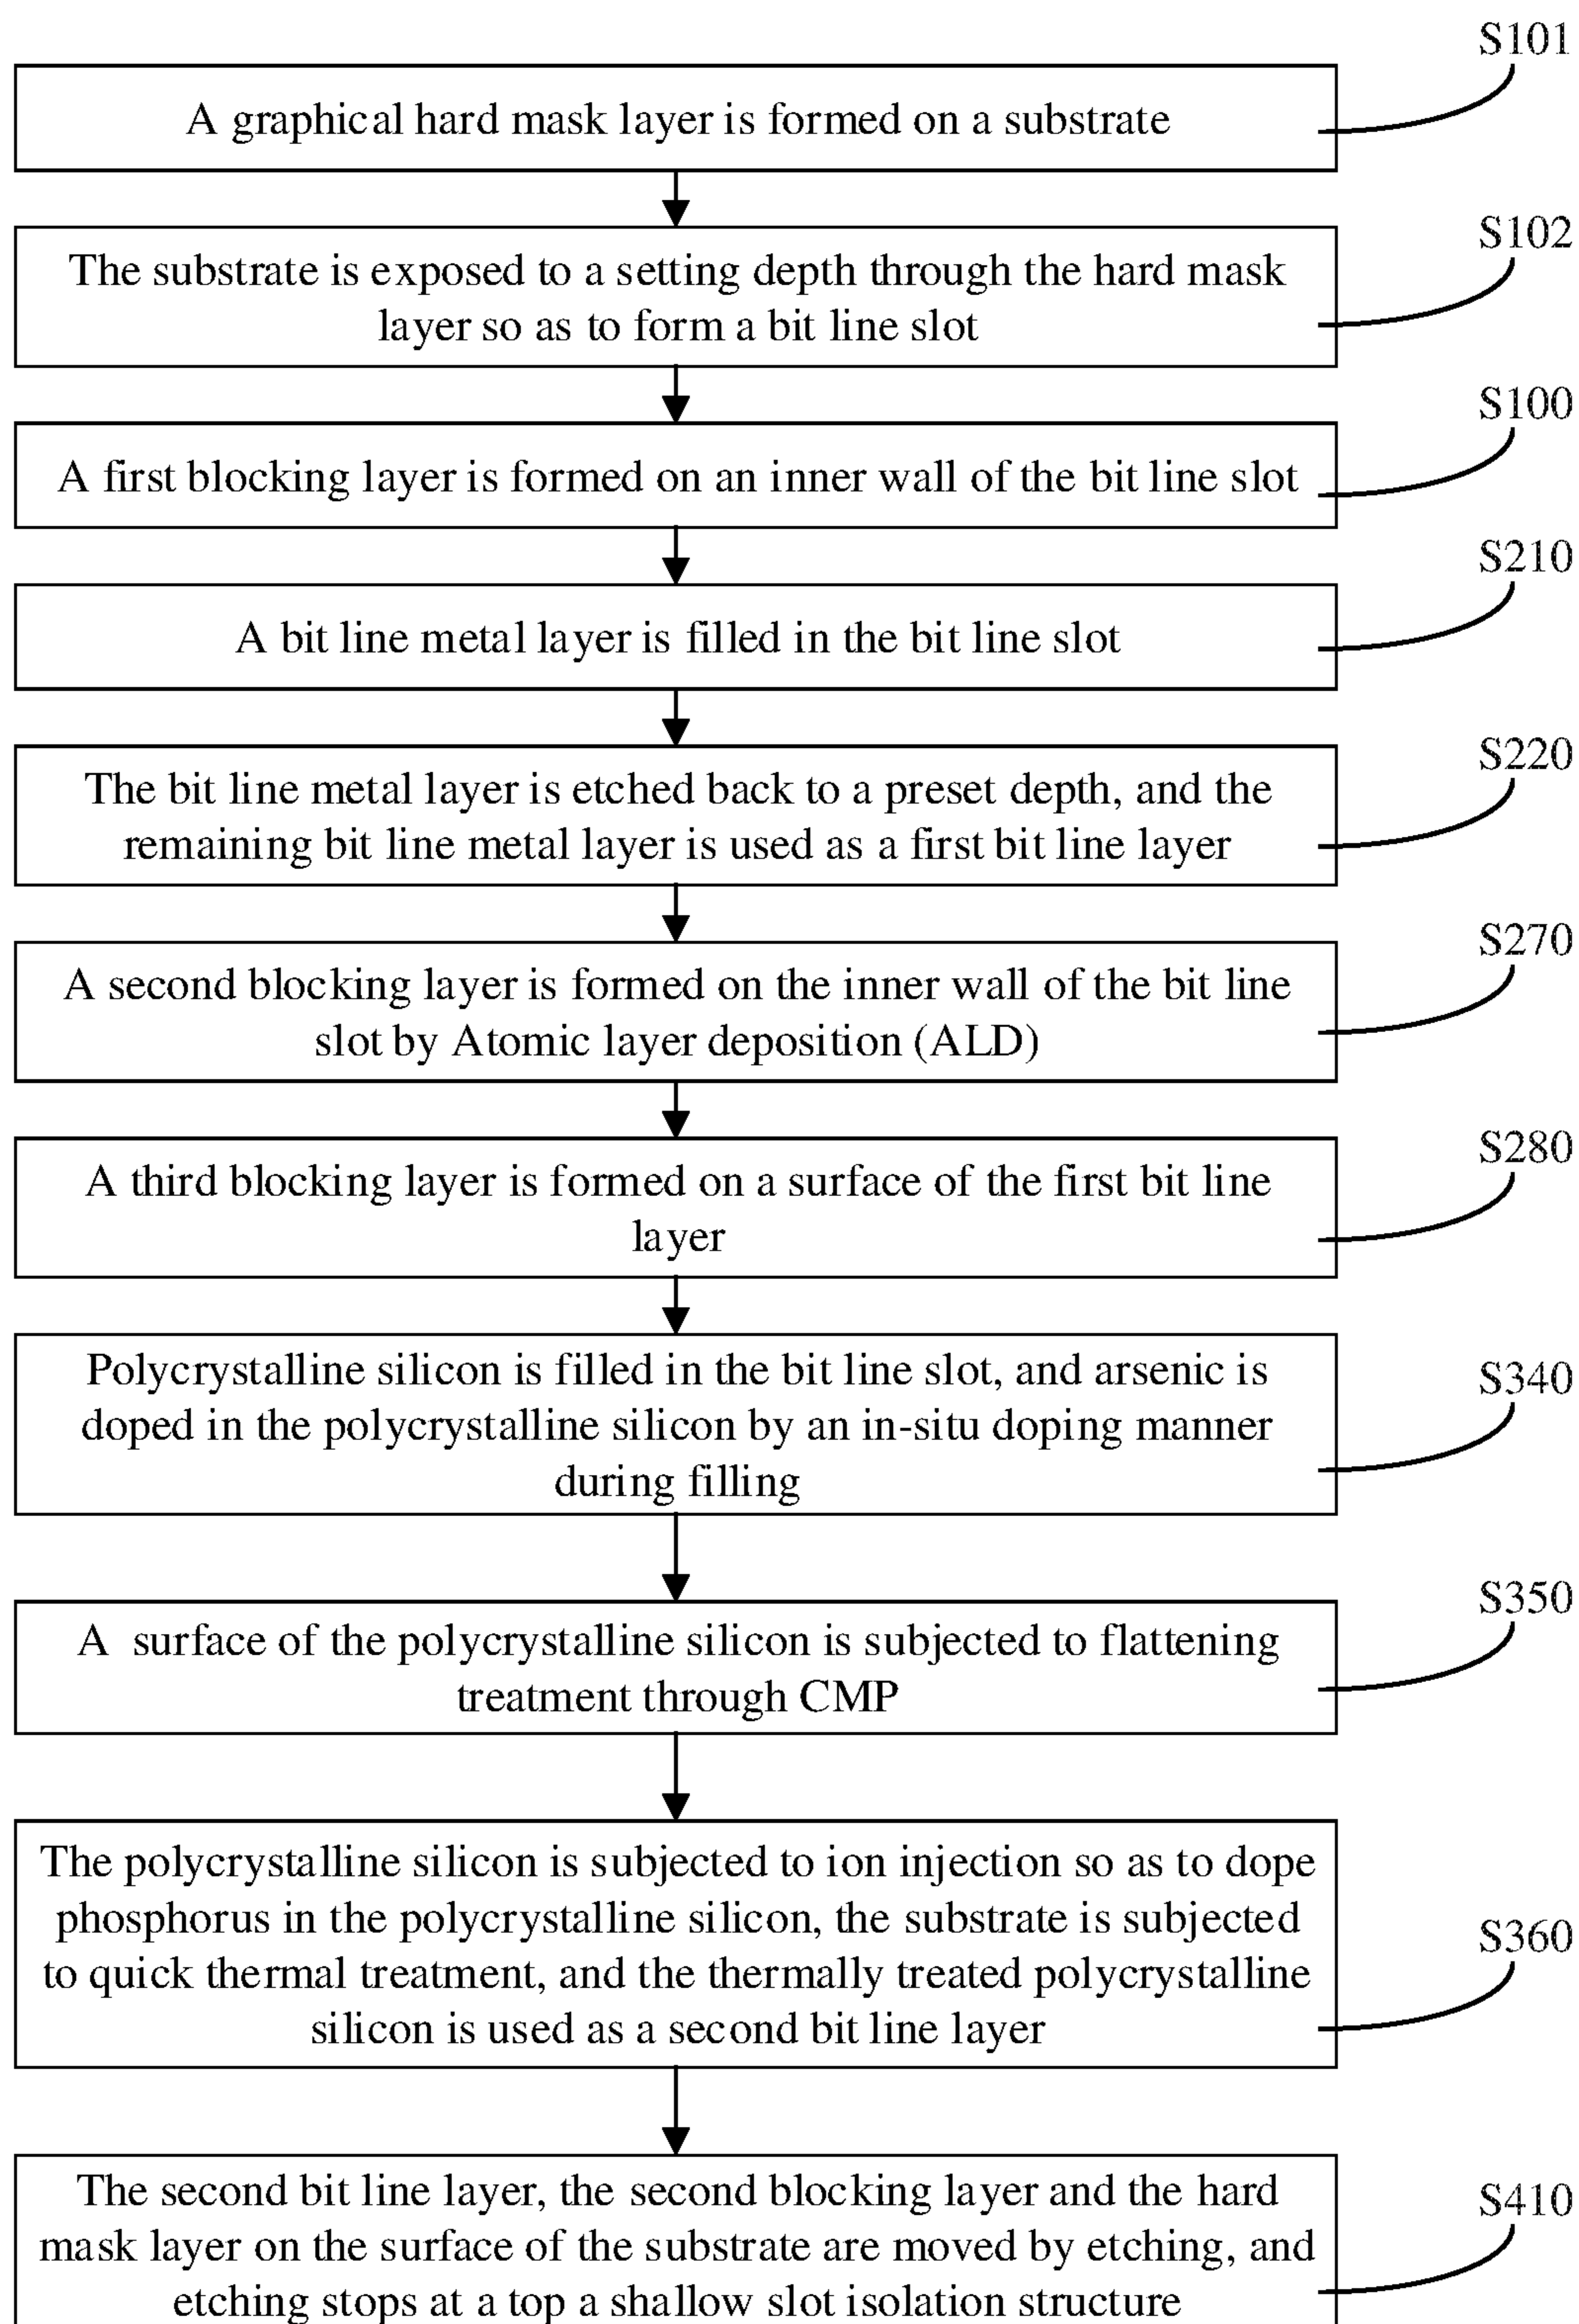 S101
A graphical hard mask layer is formed on a substrate
S102
The substrate is exposed to a setting depth through the hard mask
layer so as to form a bit line slot
S100
A first blocking layer is formed on an inner wall of the bit line slot
S210
A bit line metal layer is filled in the bit line slot
S220
The bit line metal layer is etched back to a preset depth, and the
remaining bit line metal layer is used as a first bit line layer
S270
A second blocking layer is formed on the inner wall of the bit line
slot by Atomic layer deposition (ALD)
S280
A third blocking layer is formed on a surface of the first bit line
layer
S340
Polycrystalline silicon is filled in the bit line slot, and arsenic is
doped in the polycrystalline silicon by an in-situ doping manner
during filling
S350
A surface of the polycrystalline silicon is subjected to flattening
treatment through CMP
S360
The polycrystalline silicon is subjected to ion injection so as to dope
phosphorus in the polycrystalline silicon, the substrate is subjected
to quick thermal treatment, and the thermally treated polycrystalline
silicon is used as a second bit line layer
S410
The second bit line layer, the second blocking layer and the hard
mask layer on the surface of the substrate are moved by etching, and
etching stops at a top a shallow slot isolation structure